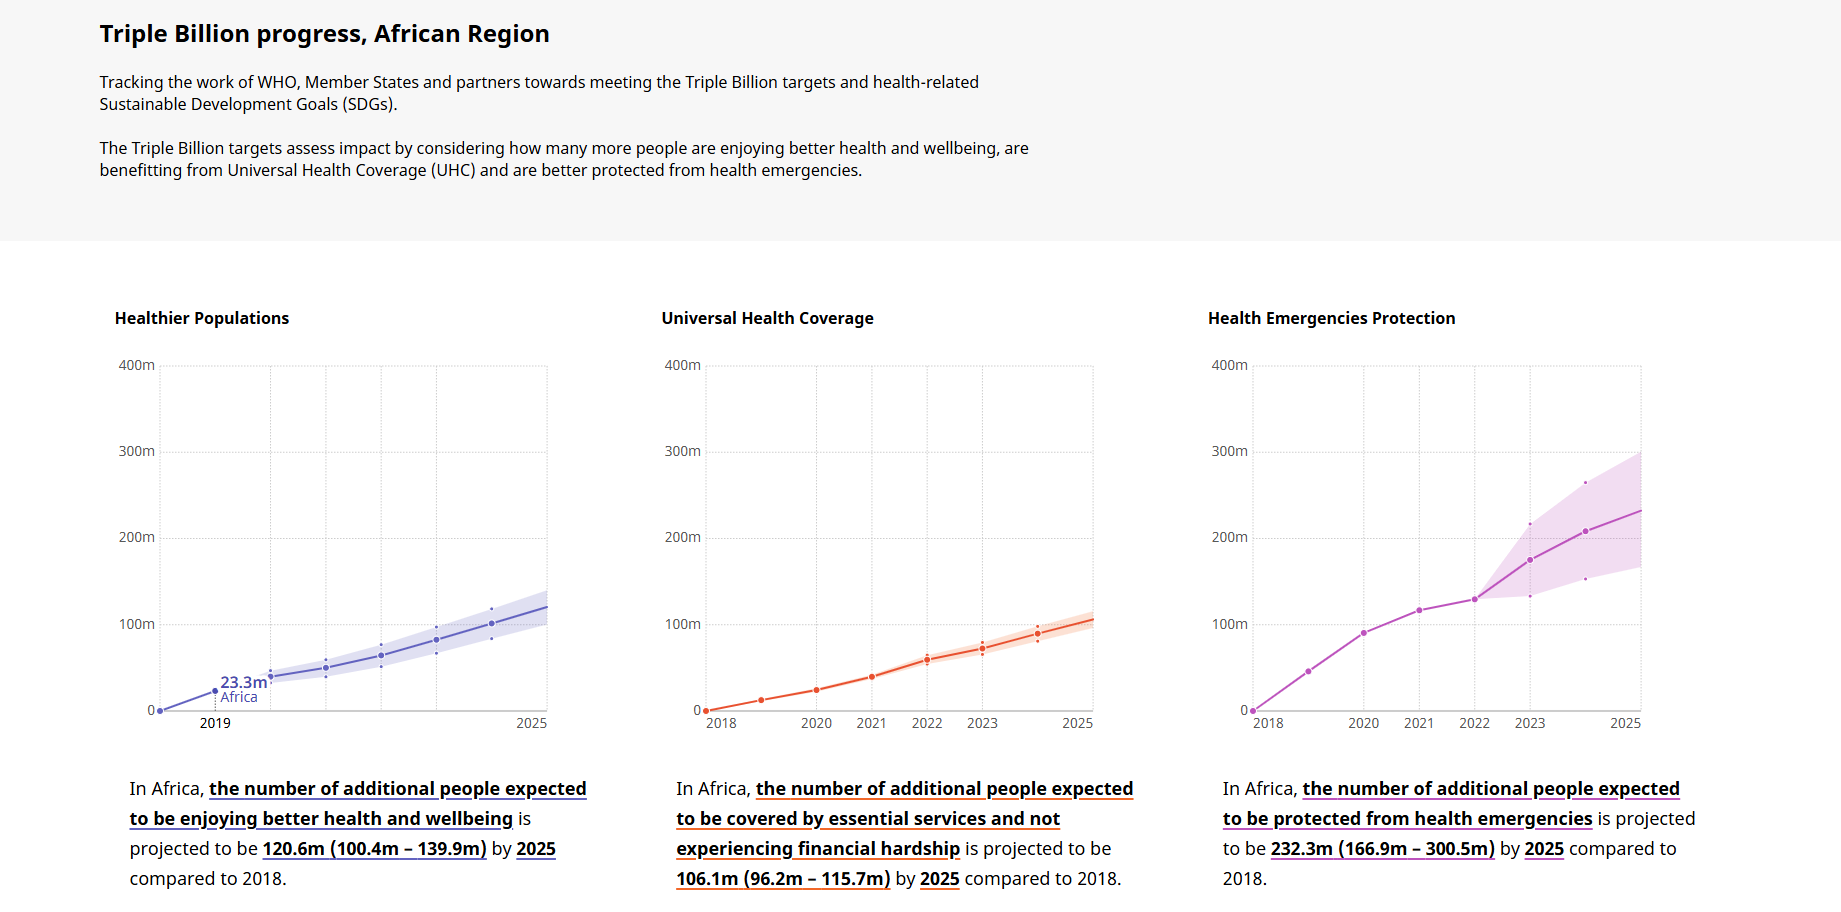 Triple Billion progress, African Region
Tracking the work of WHO, Member States and partners towards meeting the Triple Billion targets and health-related
Sustainable Development Goals (SDGs).
The Triple Billion targets assess impact by considering how many more people are enjoying better health and wellbeing, are
benefitting from Universal Health Coverage (UHC) and are better protected from health emergencies.
Healthier Populations
400m
300m
200m
100m
0
23.3m
Africa
2019
2025
In Africa, the number of additional people expected
to be enjoying better health and wellbeing is
projected to be 120.6m (100.4m – 139.9m) by 2025
compared to 2018.
Universal Health Coverage
400m
300m
200m
100m
0
2018 2020 2021 2022 2023 2025
In Africa, the number of additional people expected
to be covered by essential services and not
experiencing financial hardship is projected to be
106.1m (96.2m – 115.7m) by 2025 compared to 2018.
Health Emergencies Protection
400m
300m
200m
100m
0
2018 2020 2021 2022 2023 2025
In Africa, the number of additional people expected
to be protected from health emergencies is projected
to be 232.3m (166.9m – 300.5m) by 2025 compared to
2018.